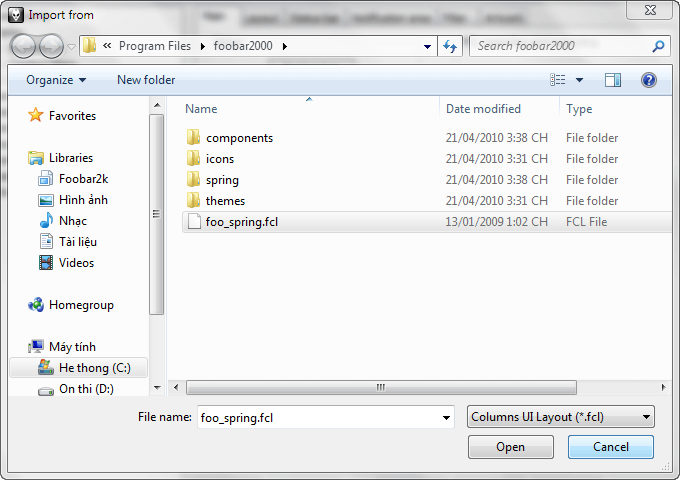 Import from
« Program Files ▸ foobar2000 ▸
Search foobar2000
Organize
New folder
Name Date modified Type
components 21/04/2010 3:38 CH File folder
icons 21/04/2010 3:31 CH File folder
spring 21/04/2010 3:38 CH File folder
themes 21/04/2010 3:31 CH File folder
foo_spring.fcl 13/01/2009 1:02 CH FCL File
Favorites
Libraries
Foobar2k
Hình ảnh
Nhạc
Tài liệu
Videos
Homegroup
Máy tính
He thong (C:)
On thi (D:)
File name: foo_spring.fcl
Columns UI Layout (*.fcl)
Open Cancel